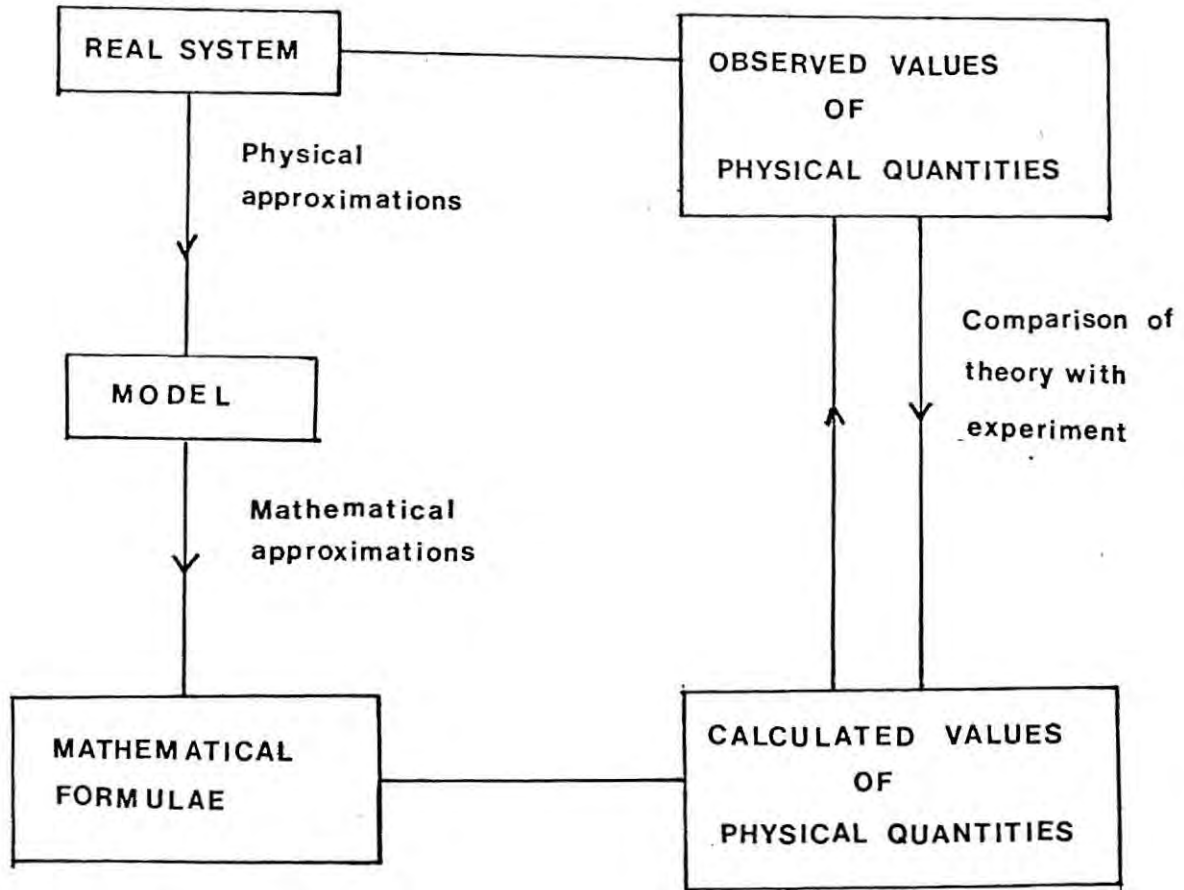 REAL SYSTEM
OBSERVED VALUES
OF
PHYSICAL QUANTITIES
Physical
approximations
Comparison of
theory with
experiment
MODEL
Mathematical
approximations
MATHEMATICAL
FORMULAE
CALCULATED VALUES
OF
PHYSICAL QUANTITIES